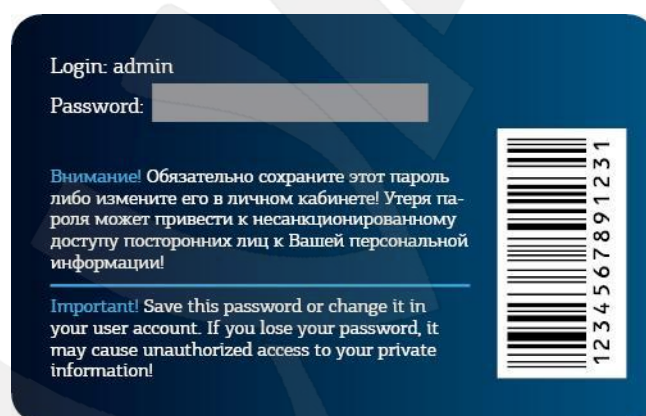 Login: admin
Password:
Внимание! Обязательно сохраните этот пароль
либо измените его в личном кабинете! Утеря па-
роля может привести к несанкционированному
доступу посторонних лиц к Вашей персональной
информации!
Important! Save this password or change it in
your user account. If you lose your password, it
may cause unauthorized access to your private
information!
1234567891231